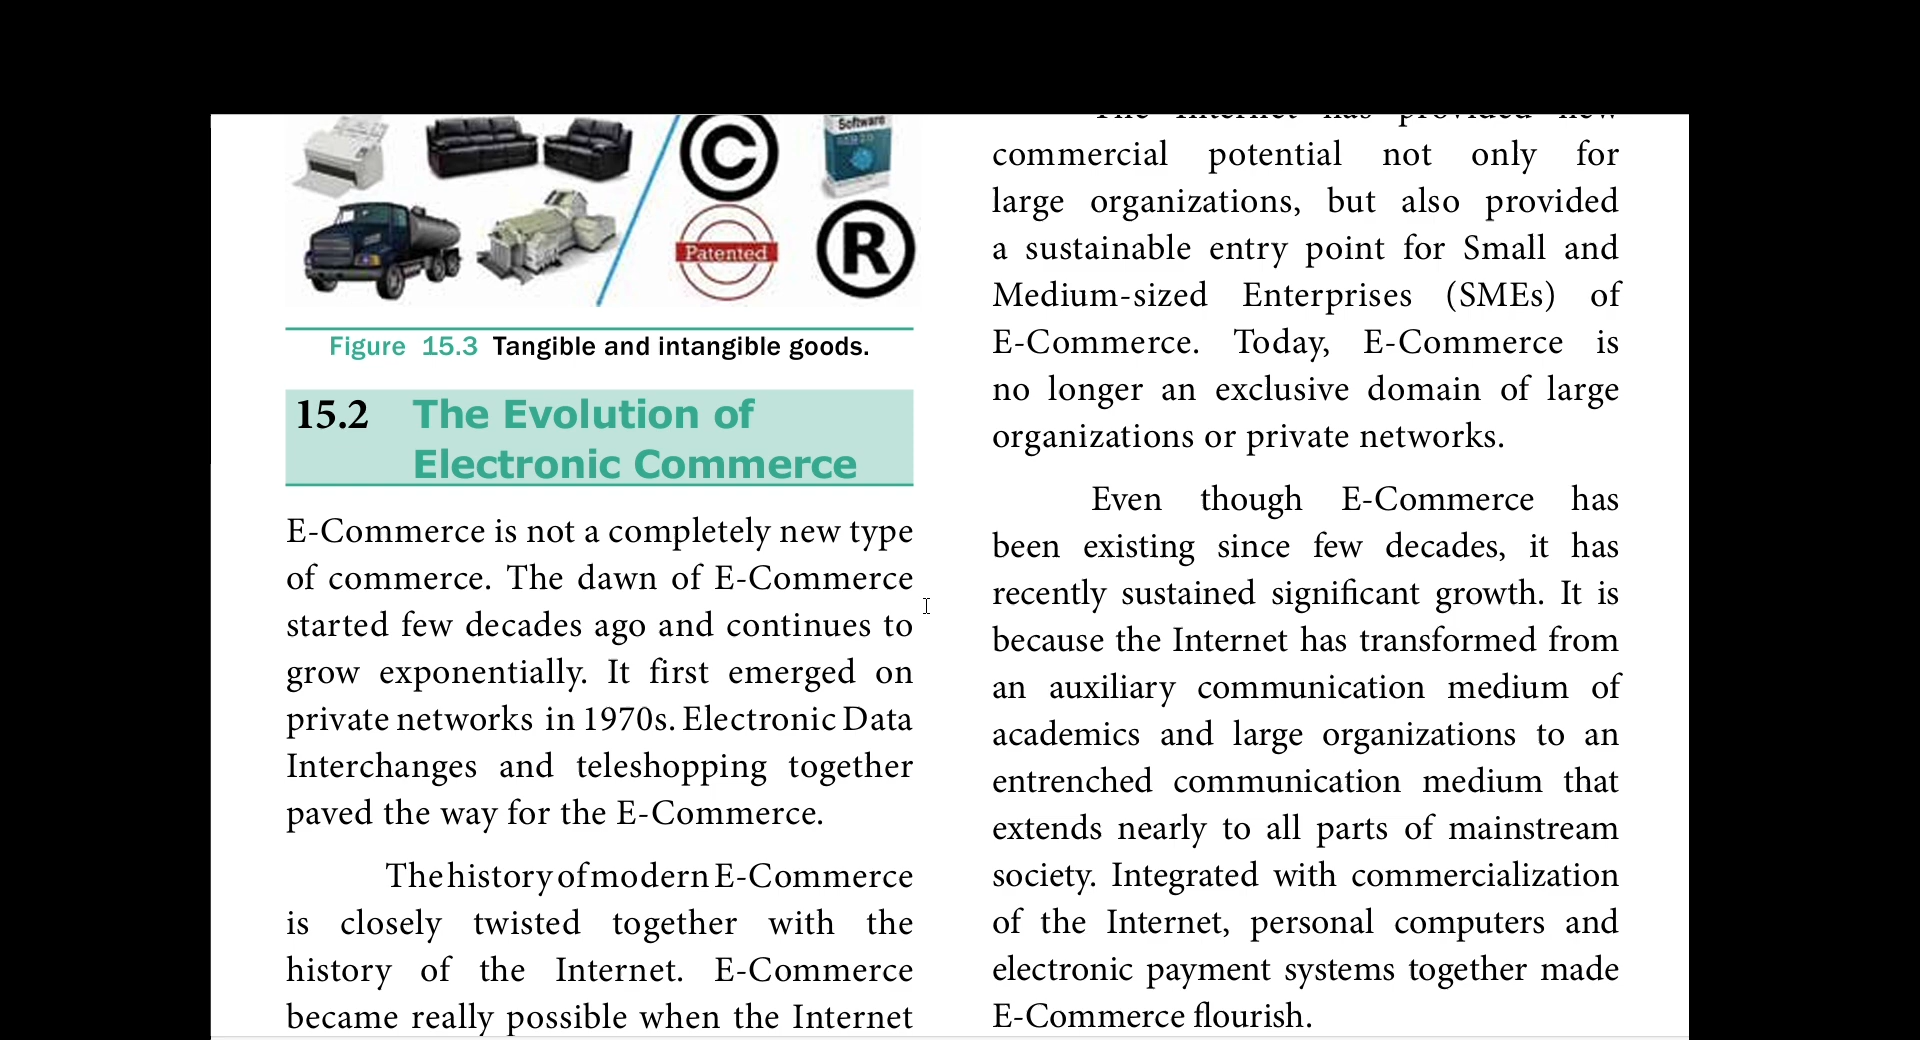 Software
Patented
Figure 15.3 Tangible and intangible goods.
15.2 The Evolution of
Electronic Commerce
E-Commerce is not a completely new type
of commerce. The dawn of E-Commerce
started few decades ago and continues to
grow exponentially. It first emerged on
private networks in 1970s. Electronic Data
Interchanges and teleshopping together
paved the way for the E-Commerce.
The history of modern E-Commerce
is closely twisted together with the
history of the Internet. E-Commerce
became really possible when the Internet
The Internet has provided new
commercial potential not only for
large organizations, but also provided
a sustainable entry point for Small and
Medium-sized Enterprises (SMEs) of
E-Commerce. Today, E-Commerce is
no longer an exclusive domain of large
organizations or private networks.
Even though E-Commerce has
been existing since few decades, it has
recently sustained significant growth. It is
because the Internet has transformed from
an auxiliary communication medium of
academics and large organizations to an
entrenched communication medium that
extends nearly to all parts of mainstream
society. Integrated with commercialization
of the Internet, personal computers and
electronic payment systems together made
E-Commerce flourish.